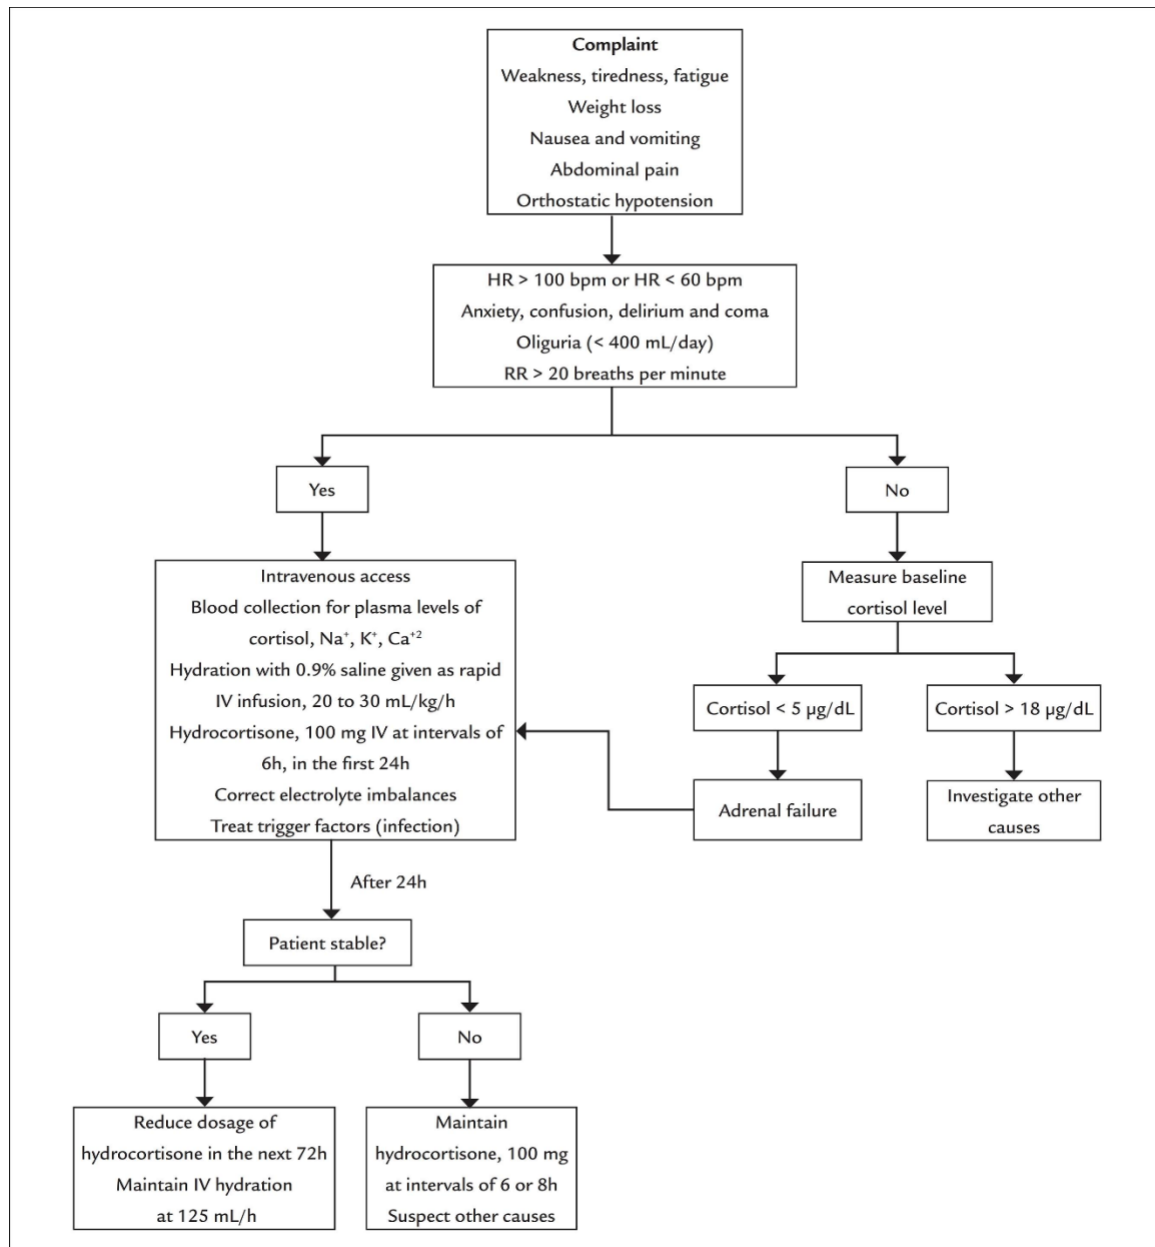 Complaint
Weakness, tiredness, fatigue
Weight loss
Nausea and vomiting
Abdominal pain
Orthostatic hypotension
HR > 100 bpm or HR < 60 bpm
Anxiety, confusion, delirium and coma
Oliguria (< 400 mL/day)
RR > 20 breaths per minute
Yes
No
Intravenous access
Blood collection for plasma levels of
cortisol, Na⁺, K⁺, Ca⁺²
Hydration with 0.9% saline given as rapid
IV infusion, 20 to 30 mL/kg/h
Hydrocortisone, 100 mg IV at intervals of
6h, in the first 24h
Correct electrolyte imbalances
Treat trigger factors (infection)
Measure baseline
cortisol level
Cortisol < 5 µg/dL
Cortisol > 18 µg/dL
Adrenal failure
Investigate other
causes
After 24h
Patient stable?
Yes
No
Reduce dosage of
hydrocortisone in the next 72h
Maintain IV hydration
at 125 mL/h
Maintain
hydrocortisone, 100 mg
at intervals of 6 or 8h
Suspect other causes